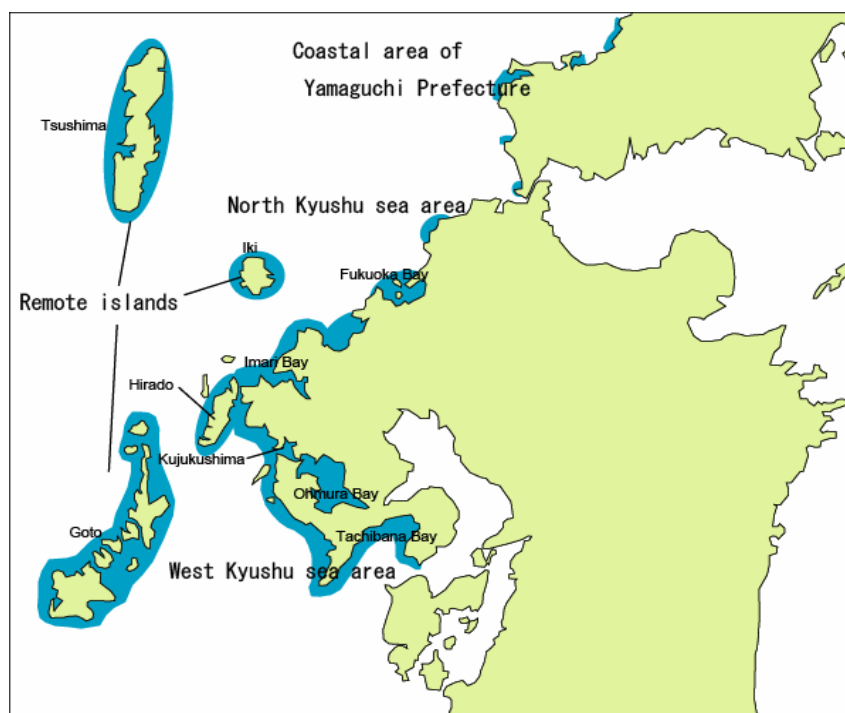 Coastal area of
Yamaguchi Prefecture
Tsushima
North Kyushu sea area
Iki
Fukuoka Bay
Remote islands
Imari Bay
Hirado
Kujukushima
Ohmura Bay
Goto
Tachibana Bay
West Kyushu sea area